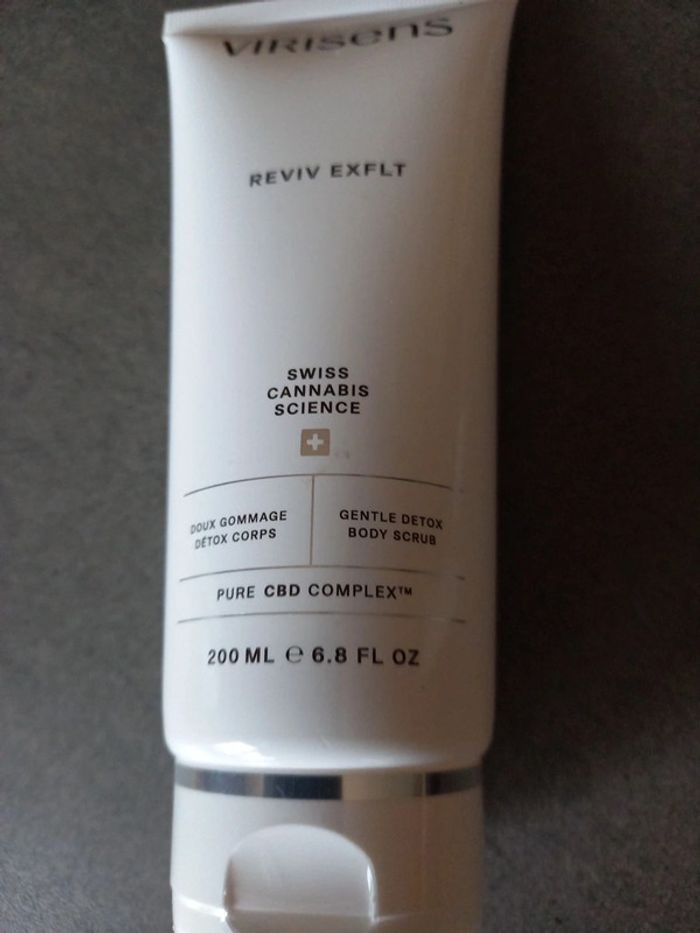 VIRISENS
REVIV EXFLT
SWISS
CANNABIS
SCIENCE
DOUX GOMMAGE
DÉTOX CORPS
GENTLE DETOX
BODY SCRUB
PURE CBD COMPLEX™
200 ML ℮ 6.8 FL OZ